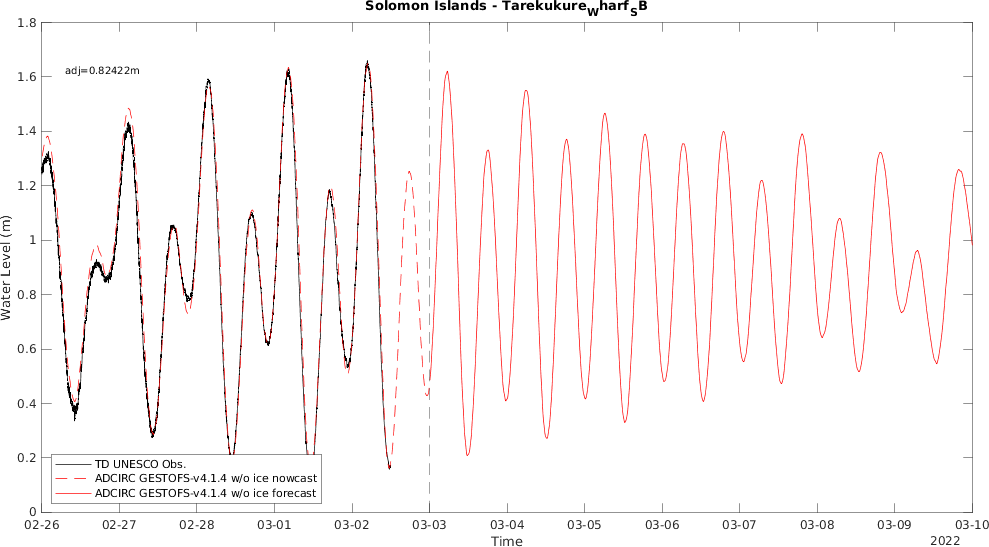 Solomon Islands - TarekukureWharfSB
1.8
adj=0.82422m
1.6
1.4
1.2
1
0.8
0.6
0.4
0.2
0
Water Level (m)
TD UNESCO Obs.
ADCIRC GESTOFS-v4.1.4 w/o ice nowcast
ADCIRC GESTOFS-v4.1.4 w/o ice forecast
02-26 02-27 02-28 03-01 03-02 03-03 03-04 03-05 03-06 03-07 03-08 03-09 03-10
Time
2022